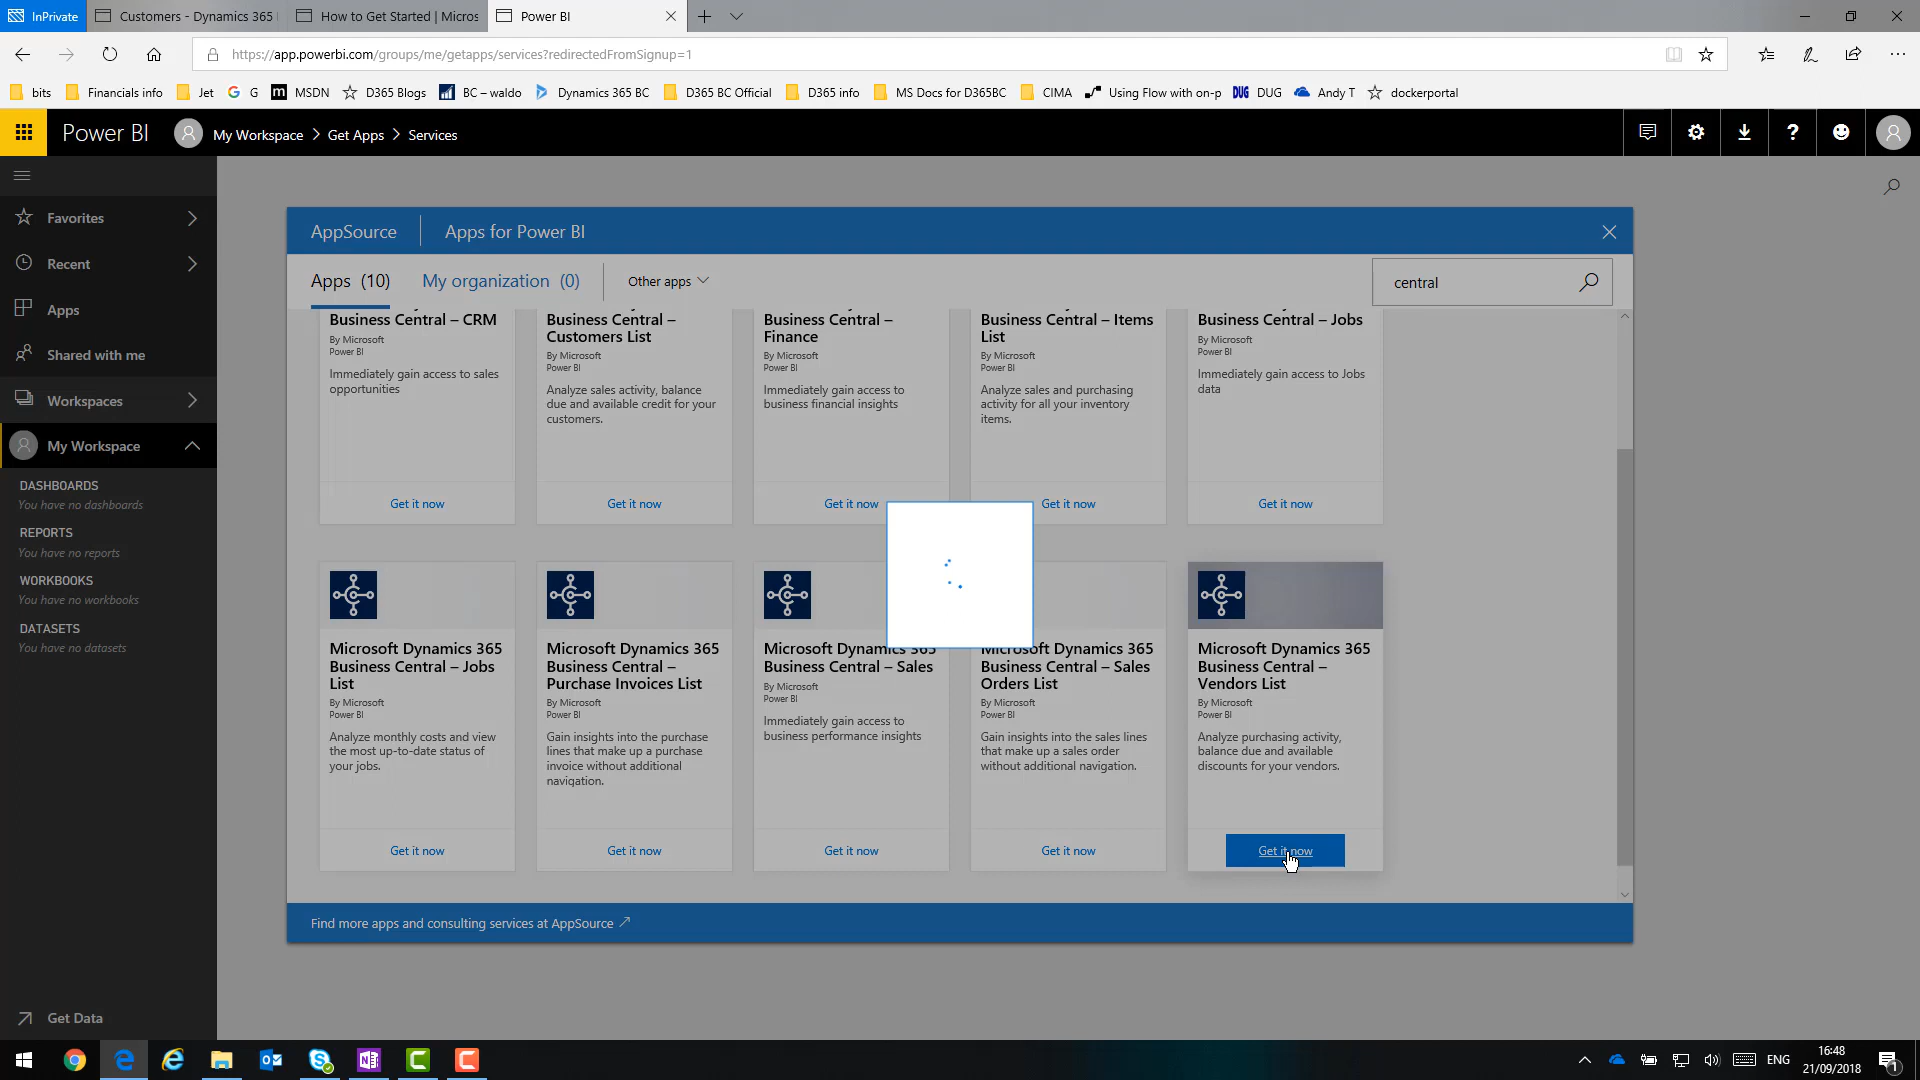 InPrivate
Customers - Dynamics 365
How to Get Started | Micros
Power BI
https://app.powerbi.com/groups/me/getapps/services?redirectedFromSignup=1
bits
Financials info
Jet
G
MSDN
D365 Blogs
BC – waldo
Dynamics 365 BC
D365 BC Official
D365 info
MS Docs for D365BC
CIMA
Using Flow with on-p
DUG
Andy T
dockerportal
Power BI
My Workspace > Get Apps > Services
Favorites
Recent
Apps
Shared with me
Workspaces
My Workspace
DASHBOARDS
You have no dashboards
REPORTS
You have no reports
WORKBOOKS
You have no workbooks
DATASETS
You have no datasets
Get Data
AppSource
Apps for Power BI
Apps (10)
My organization (0)
Other apps
central
Business Central – CRM
By Microsoft
Power BI
Immediately gain access to sales
opportunities
Get it now
Business Central –
Customers List
By Microsoft
Power BI
Analyze sales activity, balance
due and available credit for your
customers.
Get it now
Business Central –
Finance
By Microsoft
Power BI
Immediately gain access to
business financial insights
Get it now
Business Central – Items
List
By Microsoft
Power BI
Analyze sales and purchasing
activity for all your inventory
items.
Get it now
Business Central – Jobs
By Microsoft
Power BI
Immediately gain access to Jobs
data
Get it now
Microsoft Dynamics 365
Business Central – Jobs
List
By Microsoft
Power BI
Analyze monthly costs and view
the most up-to-date status of
your jobs.
Get it now
Microsoft Dynamics 365
Business Central –
Purchase Invoices List
By Microsoft
Power BI
Gain insights into the purchase
lines that make up a purchase
invoice without additional
navigation.
Get it now
Microsoft Dynamics 365
Business Central – Sales
By Microsoft
Power BI
Immediately gain access to
business performance insights
Get it now
Microsoft Dynamics 365
Business Central – Sales
Orders List
By Microsoft
Power BI
Gain insights into the sales lines
that make up a sales order
without additional navigation.
Get it now
Microsoft Dynamics 365
Business Central –
Vendors List
By Microsoft
Power BI
Analyze purchasing activity,
balance due and available
discounts for your vendors.
Get it now
Find more apps and consulting services at AppSource
ENG
16:48
21/09/2018
1